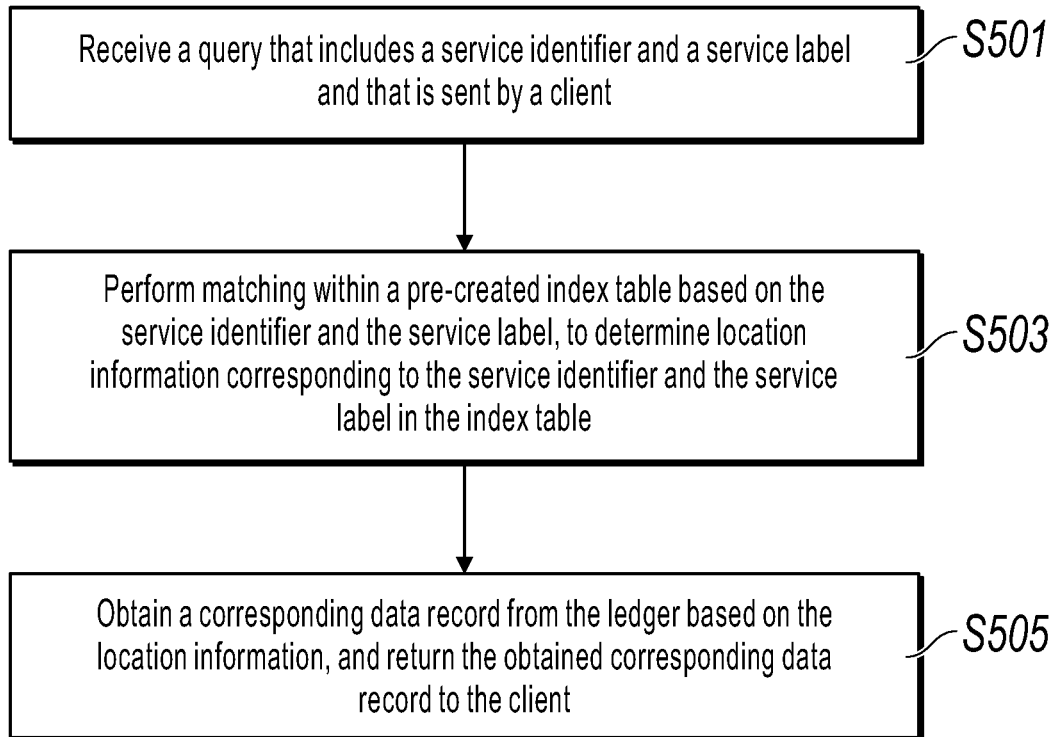 Receive a query that includes a service identifier and a service label
and that is sent by a client
S501
Perform matching within a pre-created index table based on the
service identifier and the service label, to determine location
information corresponding to the service identifier and the service
label in the index table
S503
Obtain a corresponding data record from the ledger based on the
location information, and return the obtained corresponding data
record to the client
S505